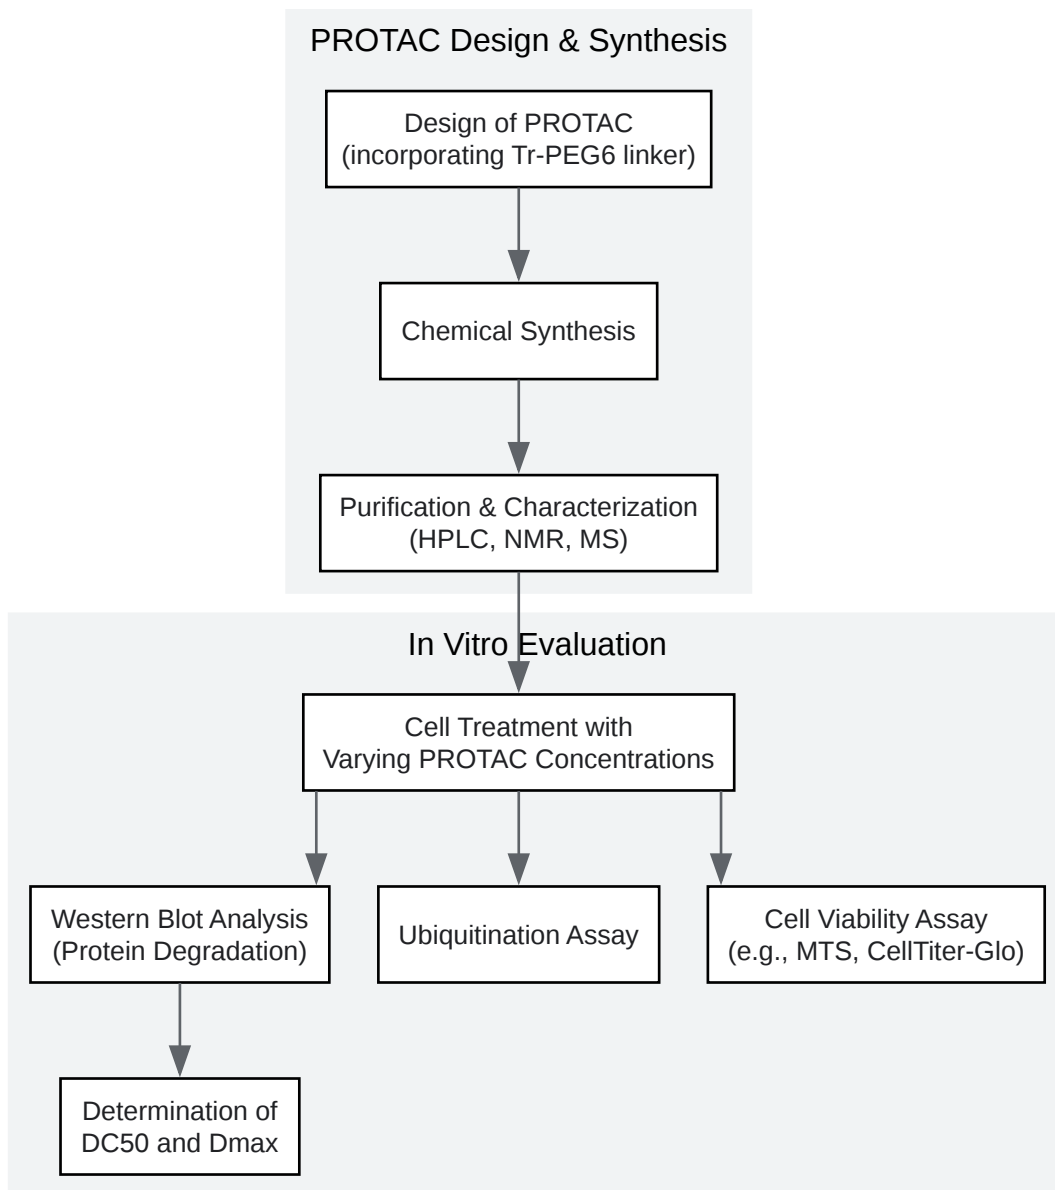 PROTAC Design & Synthesis
Design of PROTAC
(incorporating Tr-PEG6 linker)
Chemical Synthesis
Purification & Characterization
(HPLC, NMR, MS)
In Vitro Evaluation
Cell Treatment with
Varying PROTAC Concentrations
Western Blot Analysis
(Protein Degradation)
Ubiquitination Assay
Cell Viability Assay
(e.g., MTS, CellTiter-Glo)
Determination of
DC50 and Dmax